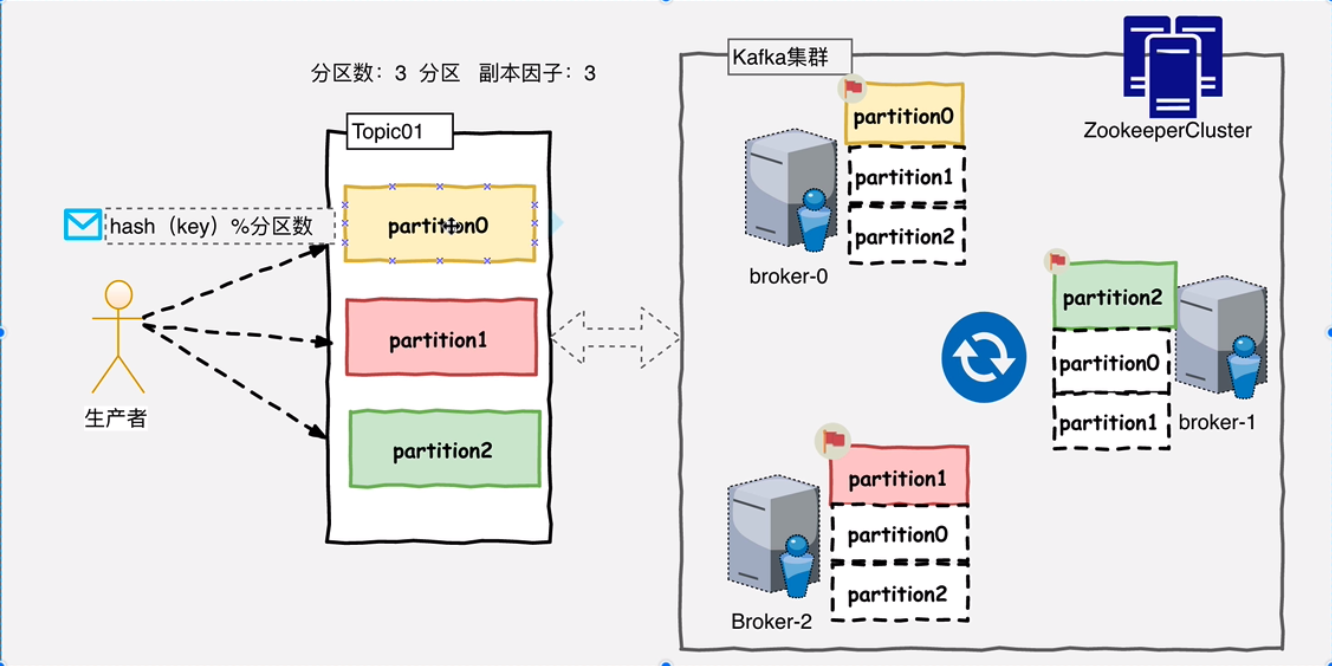 分区数：3 分区 副本因子：3
Topic01
hash（key）%分区数
partition0
partition1
partition2
生产者
Kafka集群
ZookeeperCluster
partition0
partition1
partition2
broker-0
partition2
partition0
partition1
broker-1
partition1
partition0
partition2
Broker-2